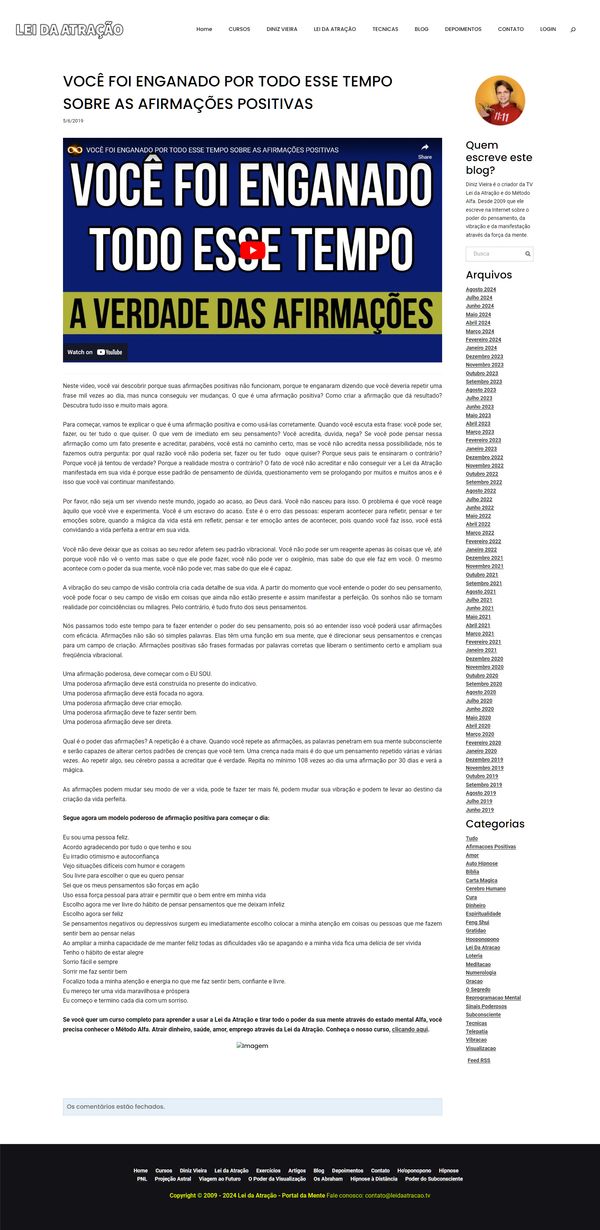 LEI DA ATRAÇÃO
Home CURSOS DINIZ VIEIRA LEI DA ATRAÇÃO TECNICAS BLOG DEPOIMENTOS CONTATO LOGIN
VOCÊ FOI ENGANADO POR TODO ESSE TEMPO
SOBRE AS AFIRMAÇÕES POSITIVAS
5/6/2019
VOCÊ FOI ENGANADO POR TODO ESSE TEMPO SOBRE AS AFIRMAÇÕES POSITIVAS
Share
VOCÊ FOI ENGANADO
TODO ESSE TEMPO
A VERDADE DAS AFIRMAÇÕES
Watch on YouTube
Neste vídeo, você vai descobrir porque suas afirmações positivas não funcionam, porque te enganaram dizendo que você deveria repetir uma
frase mil vezes ao dia, mas nunca conseguiu ver mudanças. O que é uma afirmação positiva? Como criar a afirmação que dá resultado?
Descubra tudo isso e muito mais agora.
Para começar, vamos te explicar o que é uma afirmação positiva e como usá-las corretamente. Quando você escuta esta frase: você pode ser,
fazer, ou ter tudo o que quiser. O que vem de imediato em seu pensamento? Você acredita, duvida, nega? Se você pode pensar nessa
afirmação como um fato presente e acreditar, parabéns, você está no caminho certo, mas se você não acredita nessa possibilidade, nós te
fazemos outra pergunta: por qual razão você não poderia ser, fazer ou ter tudo  oque quiser? Porque seus pais te ensinaram o contrário?
Porque você já tentou de verdade? Porque a realidade mostra o contrário? O fato de você não acreditar e não conseguir ver a Lei da Atração
manifestada em sua vida é porque esse padrão de pensamento de dúvida, questionamento vem se prolongando por muitos e muitos anos e é
isso que você vai continuar manifestando.
Por favor, não seja um ser vivendo neste mundo, jogado ao acaso, ao Deus dará. Você não nasceu para isso. O problema é que você reage
àquilo que você vive e experimenta. Você é um escravo do acaso. Este é o erro das pessoas: esperam acontecer para refletir, pensar e ter
emoções sobre, quando a mágica da vida está em refletir, pensar e ter emoção antes de acontecer, pois quando você faz isso, você está
convidando a vida perfeita a entrar em sua vida.
Você não deve deixar que as coisas ao seu redor afetem seu padrão vibracional. Você não pode ser um reagente apenas às coisas que vê, até
porque você não vê o vento mas sabe o que ele pode fazer, você não pode ver o oxigênio, mas sabe do que ele faz em você. O mesmo
acontece com o poder da sua mente, você não pode ver, mas sabe do que ela é capaz.
A vibração do seu campo de visão controla cria cada detalhe de sua vida. A partir do momento que você entende o poder do seu pensamento,
você pode focar o seu campo de visão em coisas que ainda não estão presente e assim manifestar a perfeição. Os sonhos não se tornam
realidade por coincidências ou milagres. Pelo contrário, é tudo fruto dos seus pensamentos.
Nós passamos todo este tempo para te fazer entender o poder do seu pensamento, pois só ao entender isso você poderá usar afirmações
com eficácia. Afirmações não são só simples palavras. Elas têm uma função em sua mente, que é direcionar seus pensamentos e crenças
para um campo de criação. Afirmações positivas são frases formadas por palavras corretas que liberam o sentimento certo e ampliam sua
freqüência vibracional.
Uma afirmação poderosa, deve começar com o EU SOU.
Uma poderosa afirmação deve está construída no presente do indicativo.
Uma poderosa afirmação deve está focada no agora.
Uma poderosa afirmação deve criar emoção.
Uma poderosa afirmação deve te fazer sentir bem.
Uma poderosa afirmação deve ser direta.
Qual é o poder das afirmações? A repetição é a chave. Quando você repete as afirmações, as palavras penetram em sua mente subconsciente
e serão capazes de alterar certos padrões de crenças que você tem. Uma crença nada mais é do que um pensamento repetido várias e várias
vezes. Ao repetir algo, seu cérebro passa a acreditar que é verdade. Repita no mínimo 108 vezes ao dia uma afirmação por 30 dias e verá a
mágica.
As afirmações podem mudar seu modo de ver a vida, pode te fazer ter mais fé, podem mudar sua vibração e podem te levar ao destino da
criação da vida perfeita.
Segue agora um modelo poderoso de afirmação positiva para começar o dia:
Eu sou uma pessoa feliz.
Acordo agradecendo por tudo o que tenho e sou
Eu irradio otimismo e autoconfiança
Vejo situações difíceis com humor e coragem
Sou livre para escolher o que eu quero pensar
Sei que os meus pensamentos são forças em ação
Uso essa força pessoal para atrair e permitir que o bem entre em minha vida
Escolho agora me ver livre do hábito de pensar pensamentos que me deixam infeliz
Escolho agora ser feliz
Se pensamentos negativos ou depressivos surgem eu imediatamente escolho colocar a minha atenção em coisas ou pessoas que me fazem
sentir bem ao pensar nelas
Ao ampliar a minha capacidade de me manter feliz todas as dificuldades vão se apagando e a minha vida fica uma delícia de ser vivida
Tenho o hábito de estar alegre
Sorrio fácil e sempre
Sorrir me faz sentir bem
Focalizo toda a minha atenção e energia no que me faz sentir bem, confiante e livre.
Eu mereço ter uma vida maravilhosa e próspera
Eu começo e termino cada dia com um sorriso.
Se você quer um curso completo para aprender a usar a Lei da Atração e tirar todo o poder da sua mente através do estado mental Alfa, você
precisa conhecer o Método Alfa. Atrair dinheiro, saúde, amor, emprego através da Lei da Atração. Conheça o nosso curso, clicando aqui.
Imagem
Os comentários estão fechados.
11:11
Quem
escreve este
blog?
Diniz Vieira é o criador da TV
Lei da Atração e do Método
Alfa. Desde 2009 que ele
escreve na Internet sobre o
poder do pensamento, da
vibração e da manifestação
através da força da mente.
Busca
Arquivos
Agosto 2024
Julho 2024
Junho 2024
Maio 2024
Abril 2024
Março 2024
Fevereiro 2024
Janeiro 2024
Dezembro 2023
Novembro 2023
Outubro 2023
Setembro 2023
Agosto 2023
Julho 2023
Junho 2023
Maio 2023
Abril 2023
Março 2023
Fevereiro 2023
Janeiro 2023
Dezembro 2022
Novembro 2022
Outubro 2022
Setembro 2022
Agosto 2022
Julho 2022
Junho 2022
Maio 2022
Abril 2022
Março 2022
Fevereiro 2022
Janeiro 2022
Dezembro 2021
Novembro 2021
Outubro 2021
Setembro 2021
Agosto 2021
Julho 2021
Junho 2021
Maio 2021
Abril 2021
Março 2021
Fevereiro 2021
Janeiro 2021
Dezembro 2020
Novembro 2020
Outubro 2020
Setembro 2020
Agosto 2020
Julho 2020
Junho 2020
Maio 2020
Abril 2020
Março 2020
Fevereiro 2020
Janeiro 2020
Dezembro 2019
Novembro 2019
Outubro 2019
Setembro 2019
Agosto 2019
Julho 2019
Junho 2019
Categorias
Tudo
Afirmacoes Positivas
Amor
Auto Hipnose
Biblia
Carta Magica
Cerebro Humano
Cura
Dinheiro
Espiritualidade
Feng Shui
Gratidao
Hooponopono
Lei Da Atracao
Loteria
Meditacao
Numerologia
Oracao
O Segredo
Reprogramacao Mental
Sinais Poderosos
Subconsciente
Tecnicas
Telepatia
Vibracao
Visualizacao
Feed RSS
Home Cursos Diniz Vieira Lei da Atração Exercícios Artigos Blog Depoimentos Contato Ho'oponopono Hipnose
PNL Projeção Astral Viagem ao Futuro O Poder da Visualização Os Abraham Hipnose à Distância Poder do Subconsciente
Copyright © 2009 - 2024 Lei da Atração - Portal da Mente Fale conosco: contato@leidaatracao.tv